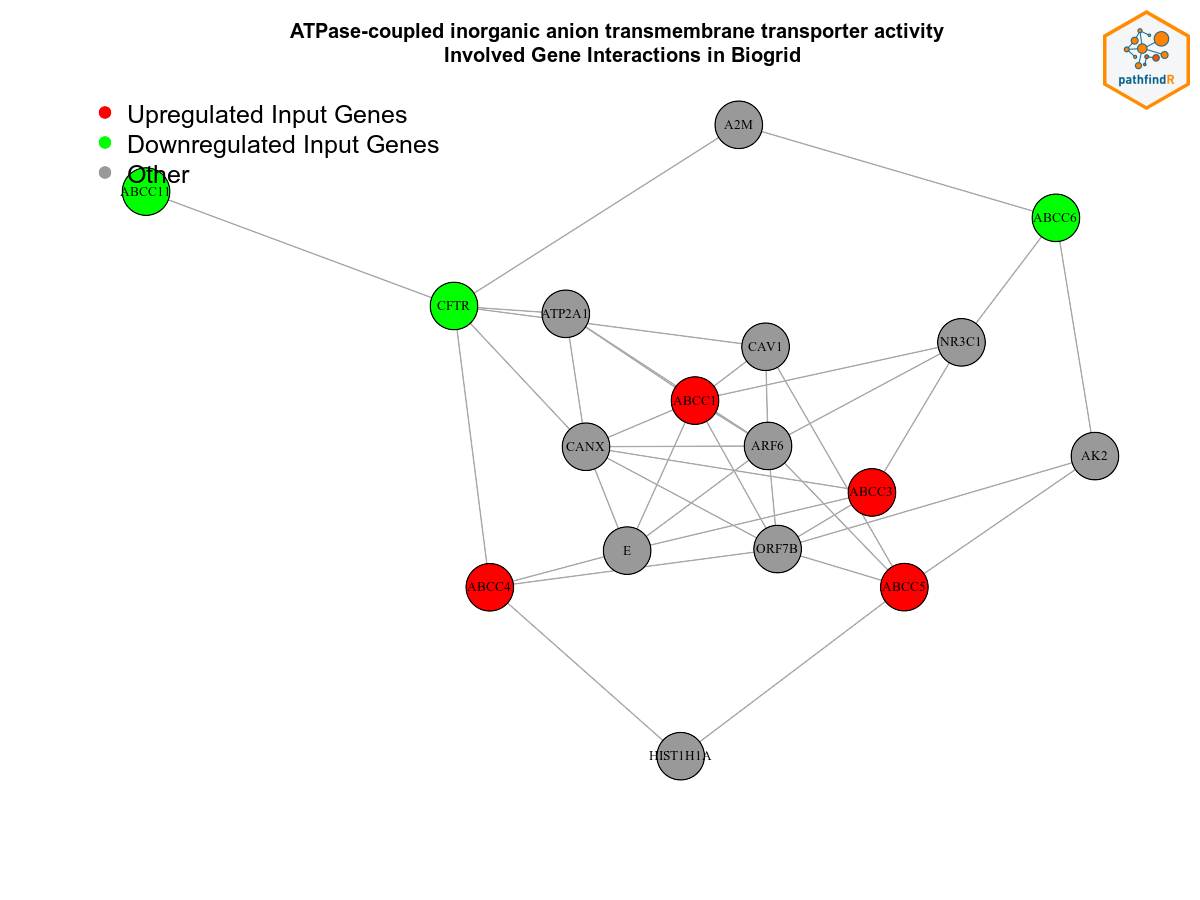 ATPase-coupled inorganic anion transmembrane transporter activity
Involved Gene Interactions in Biogrid
pathfindR
Upregulated Input Genes
Downregulated Input Genes
Other
A2M
ABCC11
ABCC6
CFTR
ATP2A1
CAV1
NR3C1
ABCC1
CANX
ARF6
AK2
ABCC3
E
ORF7B
ABCC4
ABCC5
HIST1H1A